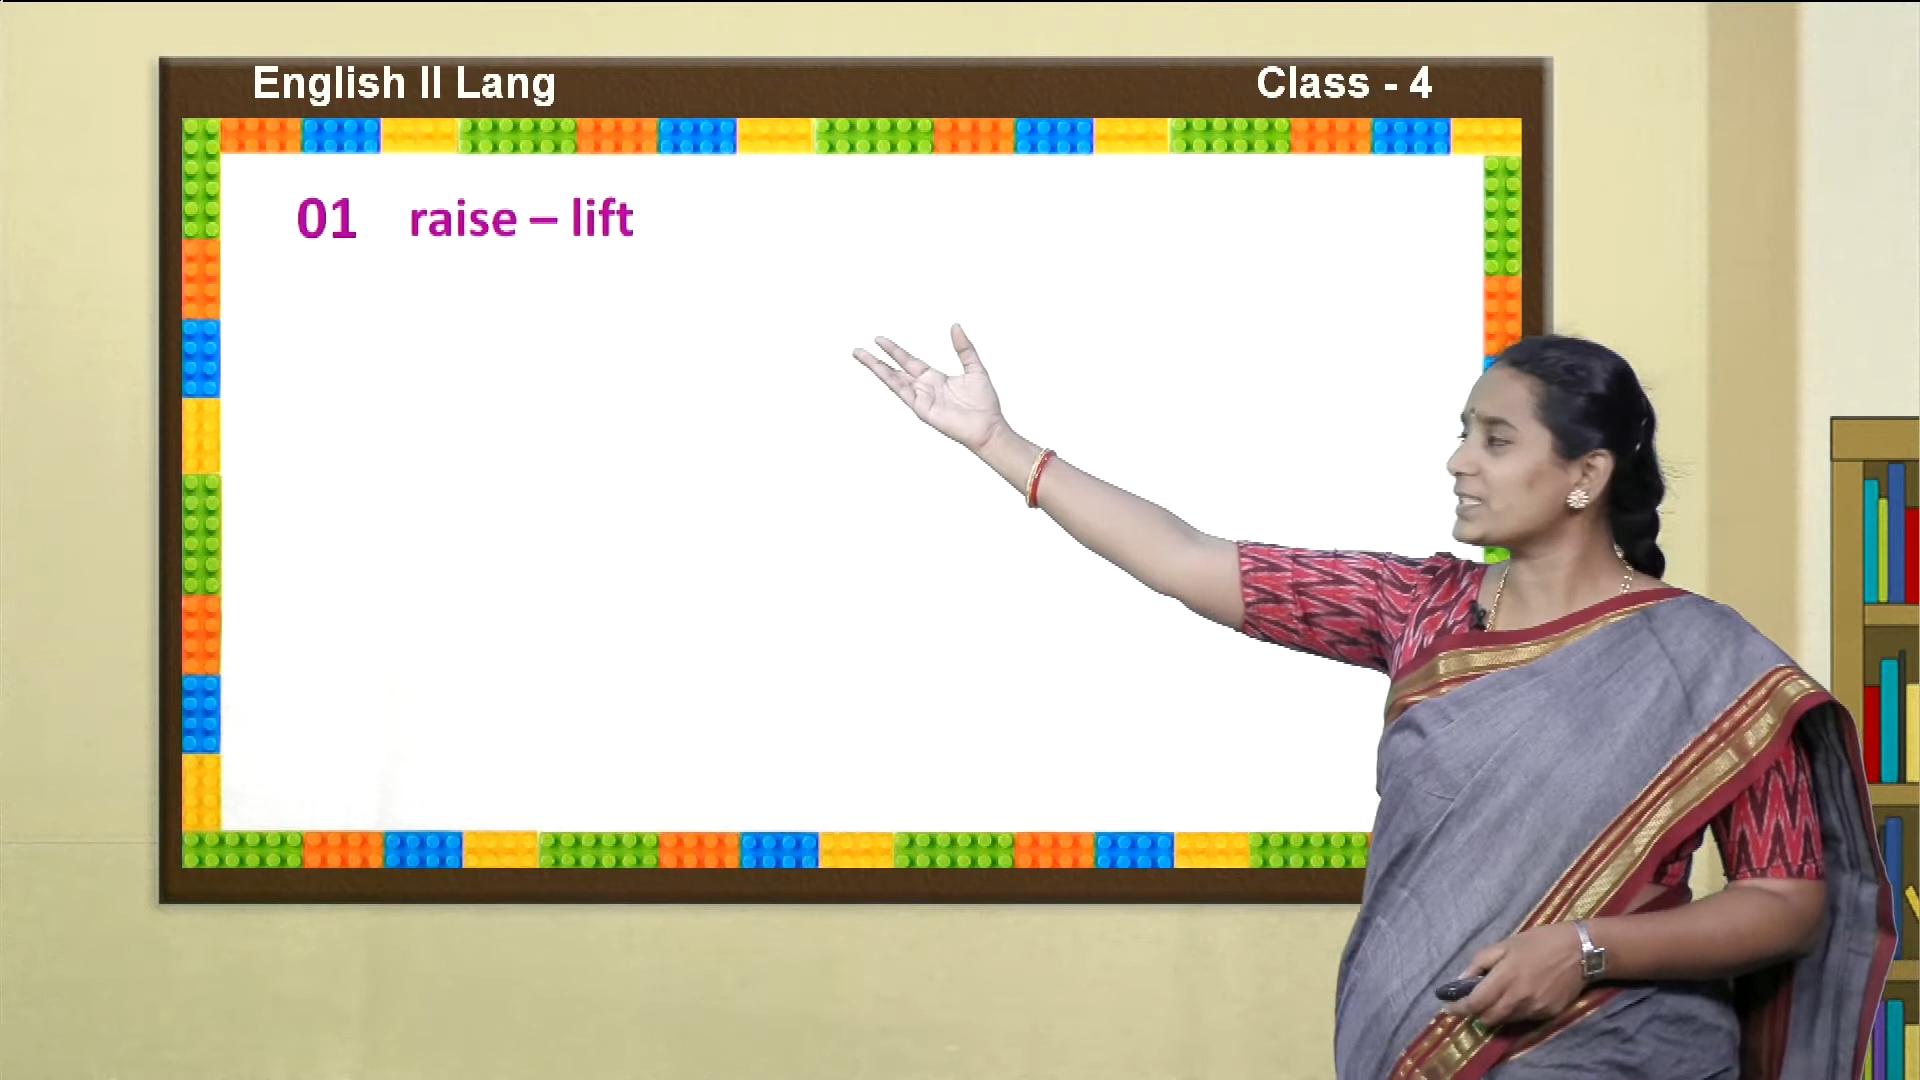 English II Lang
Class - 4
01 raise – lift